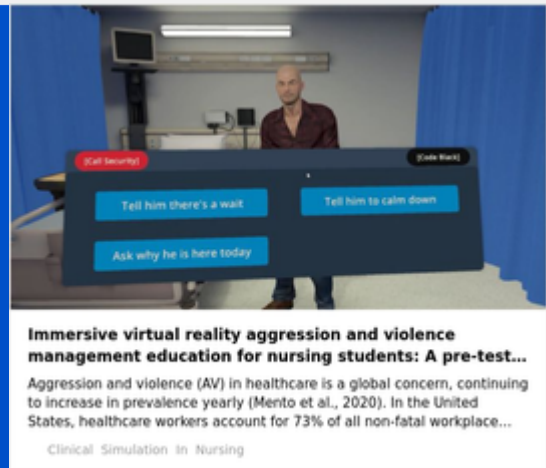 [Call Security]
[Code Black]
Tell him there's a wait
Tell him to calm down
Ask why he is here today
Immersive virtual reality aggression and violence
management education for nursing students: A pre-test...
Aggression and violence (AV) in healthcare is a global concern, continuing
to increase in prevalence yearly (Mento et al., 2020). In the United
States, healthcare workers account for 73% of all non-fatal workplace...
Clinical Simulation In Nursing